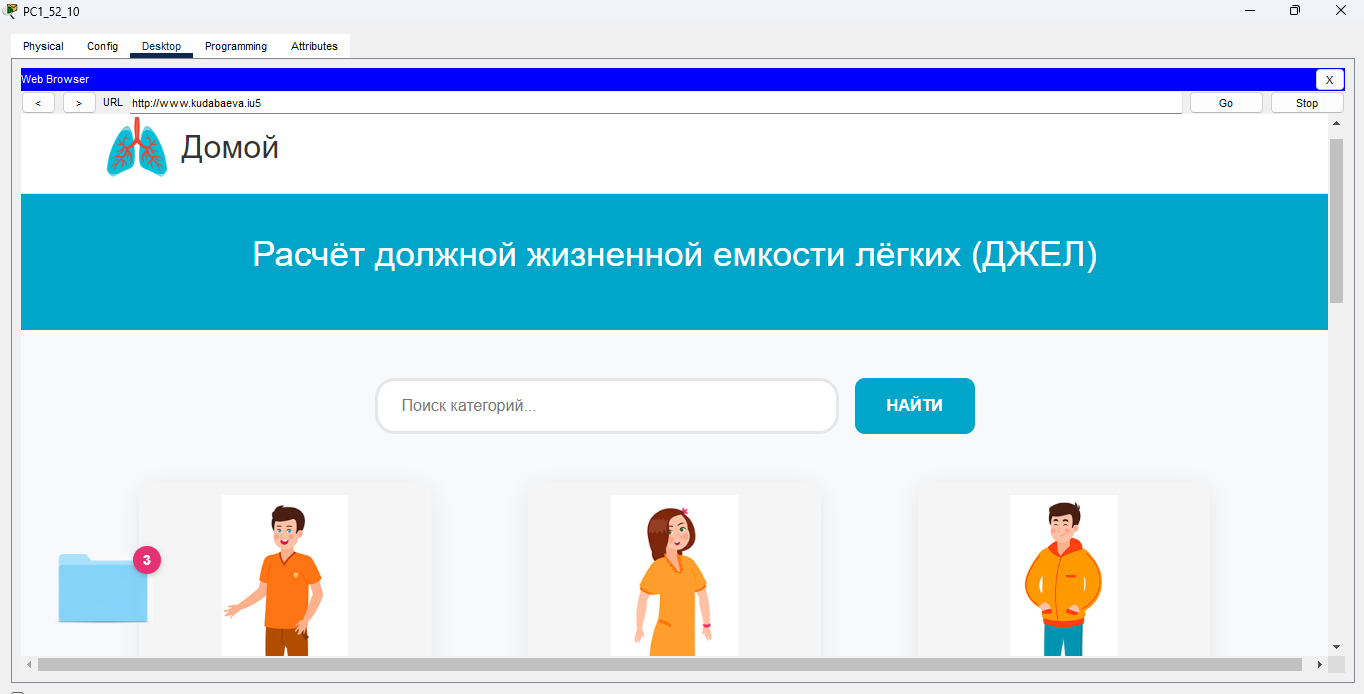 PC1_52_10
Physical Config Desktop Programming Attributes
Web Browser X
< > URL http://www.kudabaeva.iu5 Go Stop
Домой
Расчёт должной жизненной емкости лёгких (ДЖЕЛ)
Поиск категорий... НАЙТИ
3